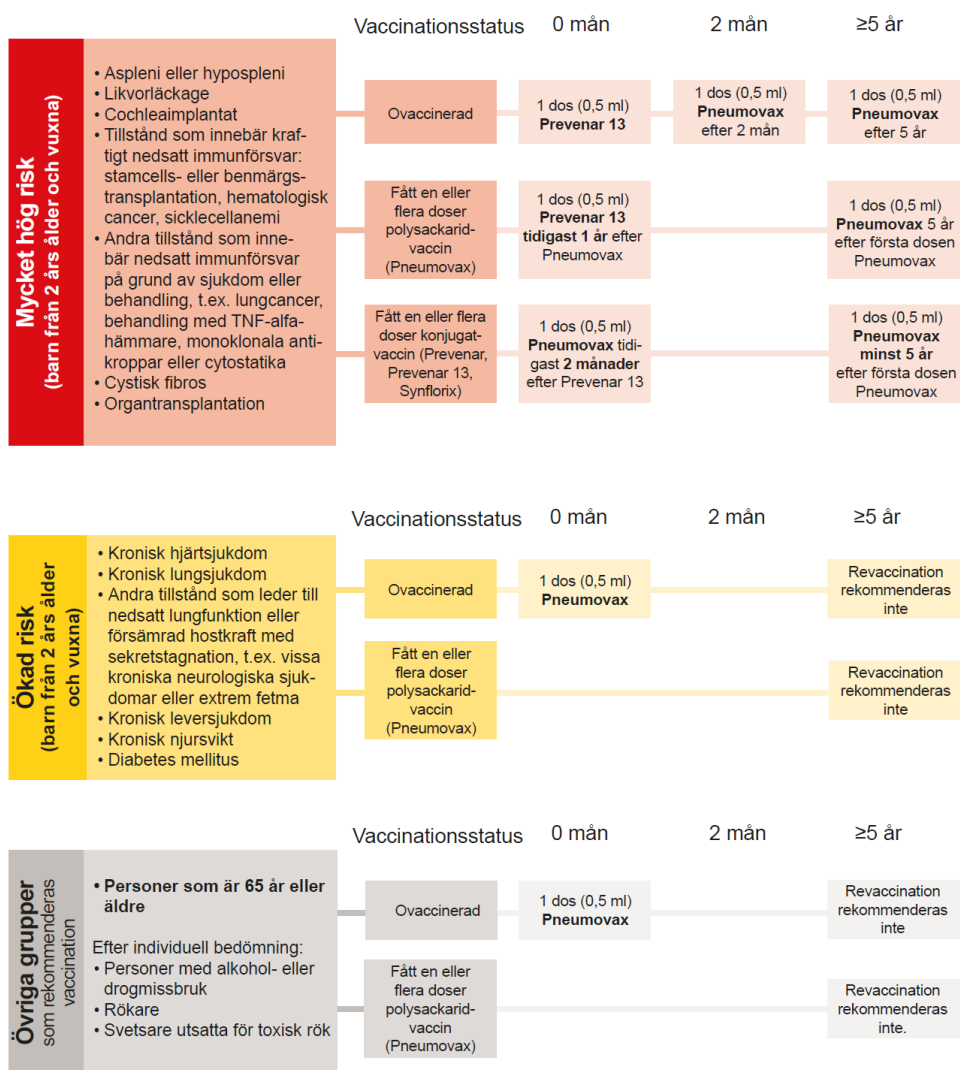 Vaccinationsstatus
0 mån
2 mån
≥5 år
Mycket hög risk
(barn från 2 års ålder och vuxna)
• Aspleni eller hypospleni
• Likvorläckage
• Cochleaimplantat
• Tillstånd som innebär kraf-
tigt nedsatt immunförsvar:
stamcells- eller benmärgs-
transplantation, hematologisk
cancer, sicklecellanemi
• Andra tillstånd som inne-
bär nedsatt immunförsvar
på grund av sjukdom eller
behandling, t.ex. lungcancer,
behandling med TNF-alfa-
hämmare, monoklonala anti-
kroppar eller cytostatika
• Cystisk fibros
• Organtransplantation
Ovaccinerad
1 dos (0,5 ml)
Prevenar 13
1 dos (0,5 ml)
Pneumovax
efter 2 mån
1 dos (0,5 ml)
Pneumovax
efter 5 år
Fått en eller
flera doser
polysackarid-
vaccin
(Pneumovax)
1 dos (0,5 ml)
Prevenar 13
tidigast 1 år efter
Pneumovax
1 dos (0,5 ml)
Pneumovax 5 år
efter första dosen
Pneumovax
Fått en eller flera
doser konjugat-
vaccin (Prevenar,
Prevenar 13,
Synflorix)
1 dos (0,5 ml)
Pneumovax tidi-
gast 2 månader
efter Prevenar 13
1 dos (0,5 ml)
Pneumovax
minst 5 år
efter första dosen
Pneumovax
Vaccinationsstatus
0 mån
2 mån
≥5 år
Ökad risk
(barn från 2 års ålder
och vuxna)
• Kronisk hjärtsjukdom
• Kronisk lungsjukdom
• Andra tillstånd som leder till
nedsatt lungfunktion eller
försämrad hostkraft med
sekretstagnation, t.ex. vissa
kroniska neurologiska sjuk-
domar eller extrem fetma
• Kronisk leversjukdom
• Kronisk njursvikt
• Diabetes mellitus
Ovaccinerad
1 dos (0,5 ml)
Pneumovax
Revaccination
rekommenderas
inte
Fått en eller
flera doser
polysackarid-
vaccin
(Pneumovax)
Revaccination
rekommenderas
inte
Vaccinationsstatus
0 mån
2 mån
≥5 år
Övriga grupper
som rekommenderas
vaccination
• Personer som är 65 år eller
äldre
Efter individuell bedömning:
• Personer med alkohol- eller
drogmissbruk
• Rökare
• Svetsare utsatta för toxisk rök
Ovaccinerad
1 dos (0,5 ml)
Pneumovax
Revaccination
rekommenderas
inte
Fått en eller
flera doser
polysackarid-
vaccin
(Pneumovax)
Revaccination
rekommenderas
inte.